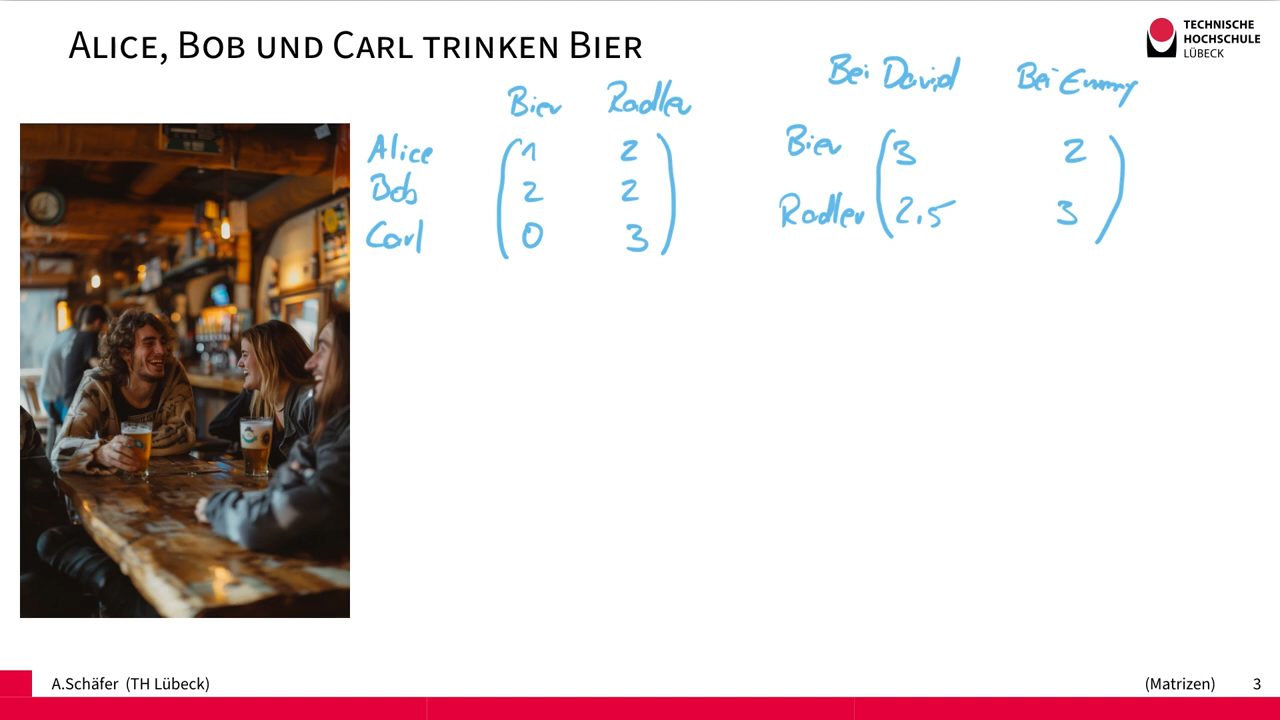 Alice, Bob und Carl trinken Bier
TECHNISCHE
HOCHSCHULE
LÜBECK
Bei David Bei Emmy
Bier Radler
Alice 1 2
Bob 2 2
Carl 0 3
Bier 3 2
Radler 2.5 3
A.Schäfer (TH Lübeck) (Matrizen) 3